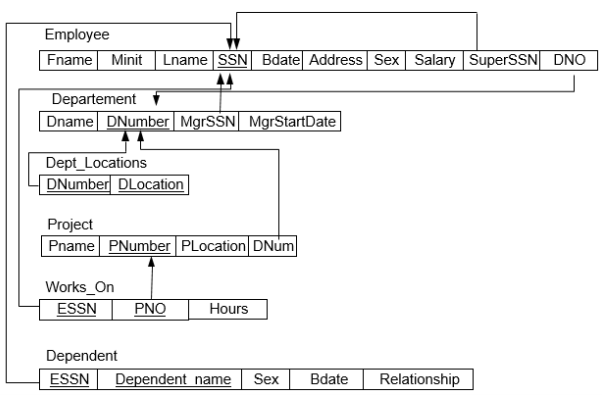 Employee
Fname Minit Lname SSN Bdate Address Sex Salary SuperSSN DNO
Departement
Dname DNumber MgrSSN MgrStartDate
Dept_Locations
DNumber DLocation
Project
Pname PNumber PLocation DNum
Works_On
ESSN PNO Hours
Dependent
ESSN Dependent_name Sex Bdate Relationship